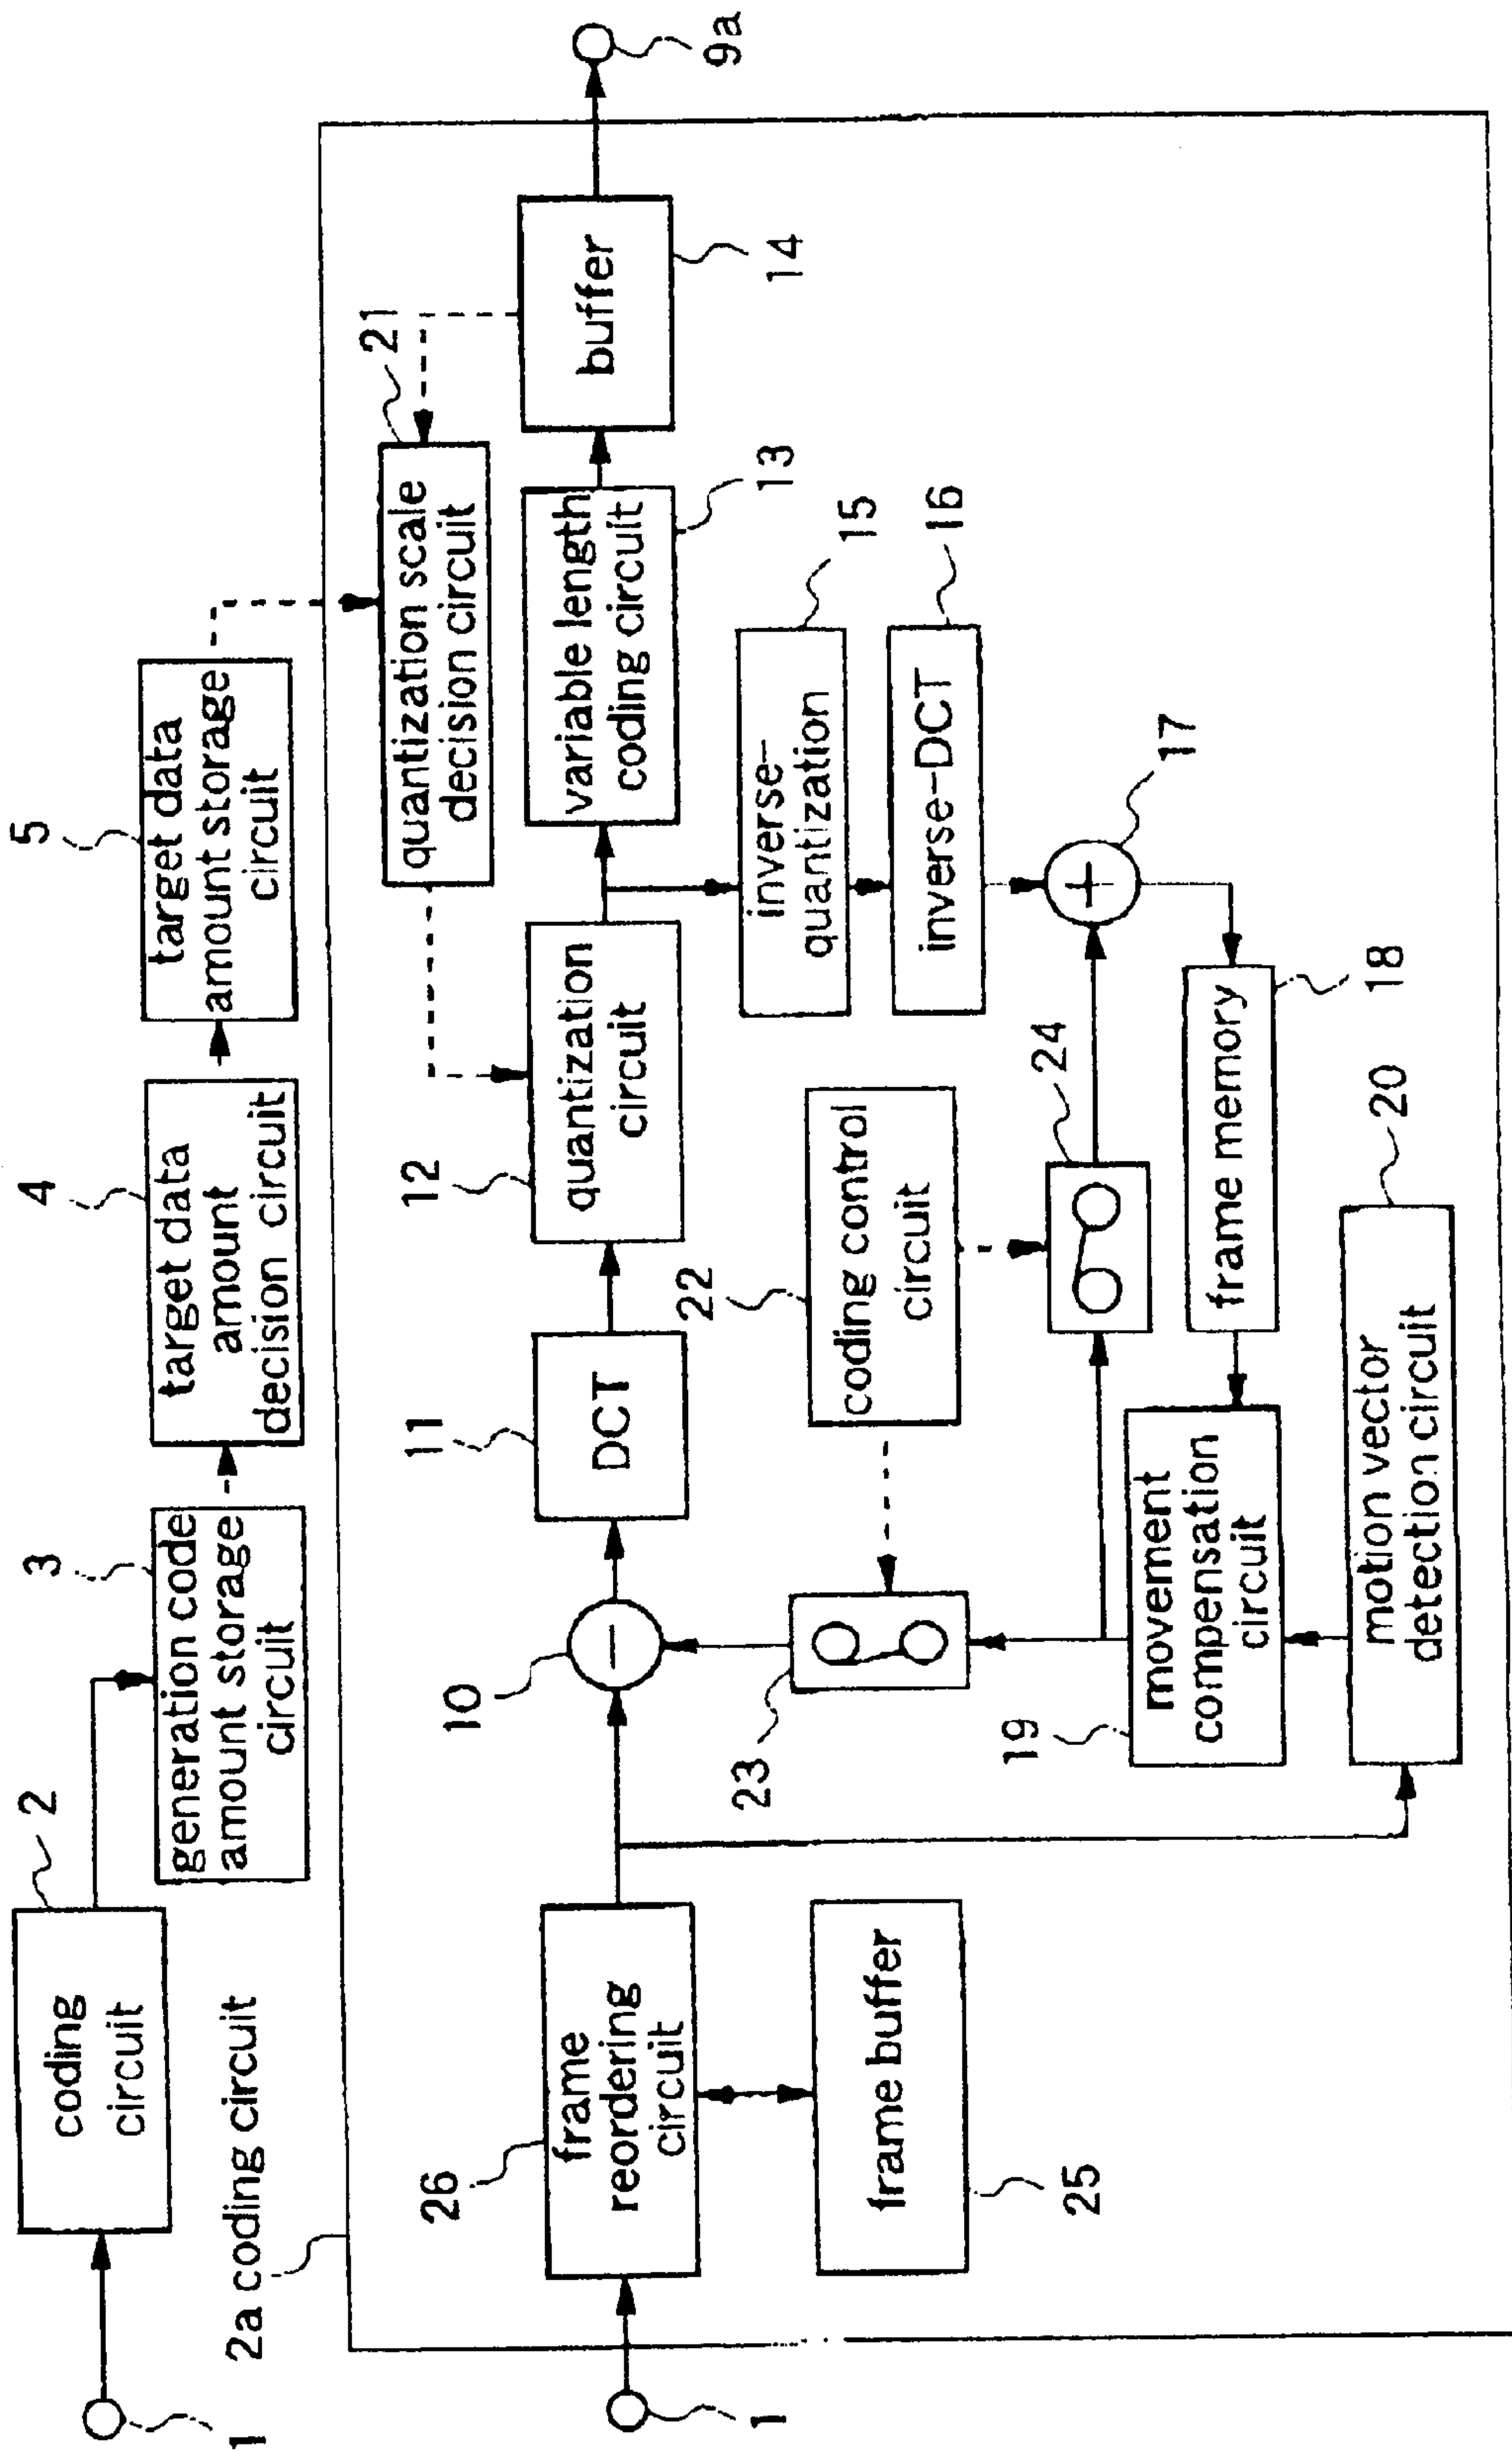 1
coding
circuit
2
generation code
amount storage
circuit
3
target data
amount
decision circuit
4
target data
amount storage
circuit
5
2a coding circuit
1
frame
reordering
circuit
26
frame buffer
25
10
DCT
11
quantization
circuit
12
quantization scale
decision circuit
21
variable length
coding circuit
13
buffer
14
9a
inverse-
quantization
15
inverse-DCT
16
+
17
−
23
coding control
circuit
22
24
frame memory
18
movement
compensation
circuit
19
motion vector
detection circuit
20